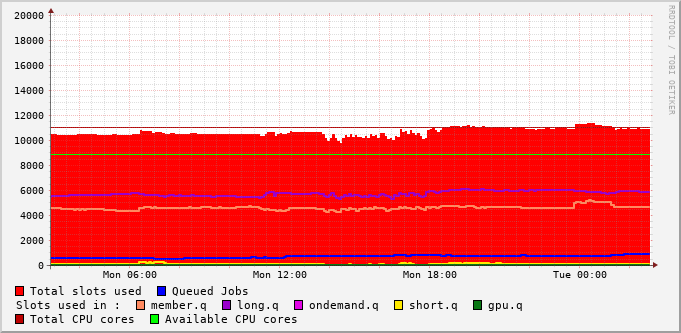 20000
18000
16000
14000
12000
10000
8000
6000
4000
2000
0
Mon 06:00 Mon 12:00 Mon 18:00 Tue 00:00
Total slots used Queued Jobs
Slots used in : member.q long.q ondemand.q short.q gpu.q
Total CPU cores Available CPU cores
RRDTOOL / TOBI OETIKER